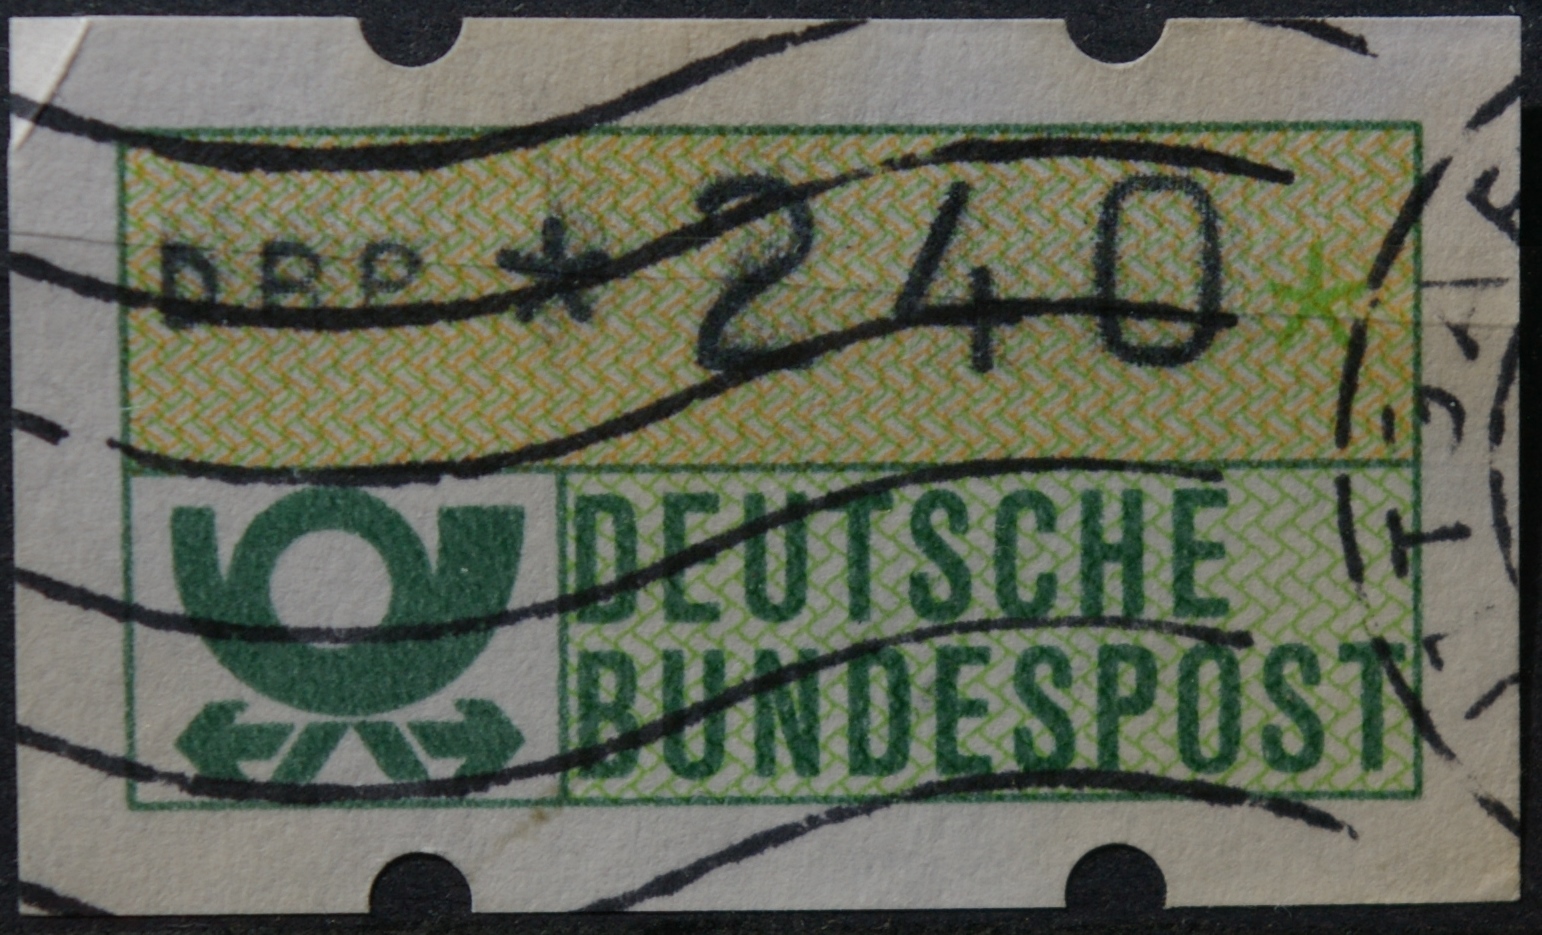 DBP *240*
DEUTSCHE
BUNDESPOST